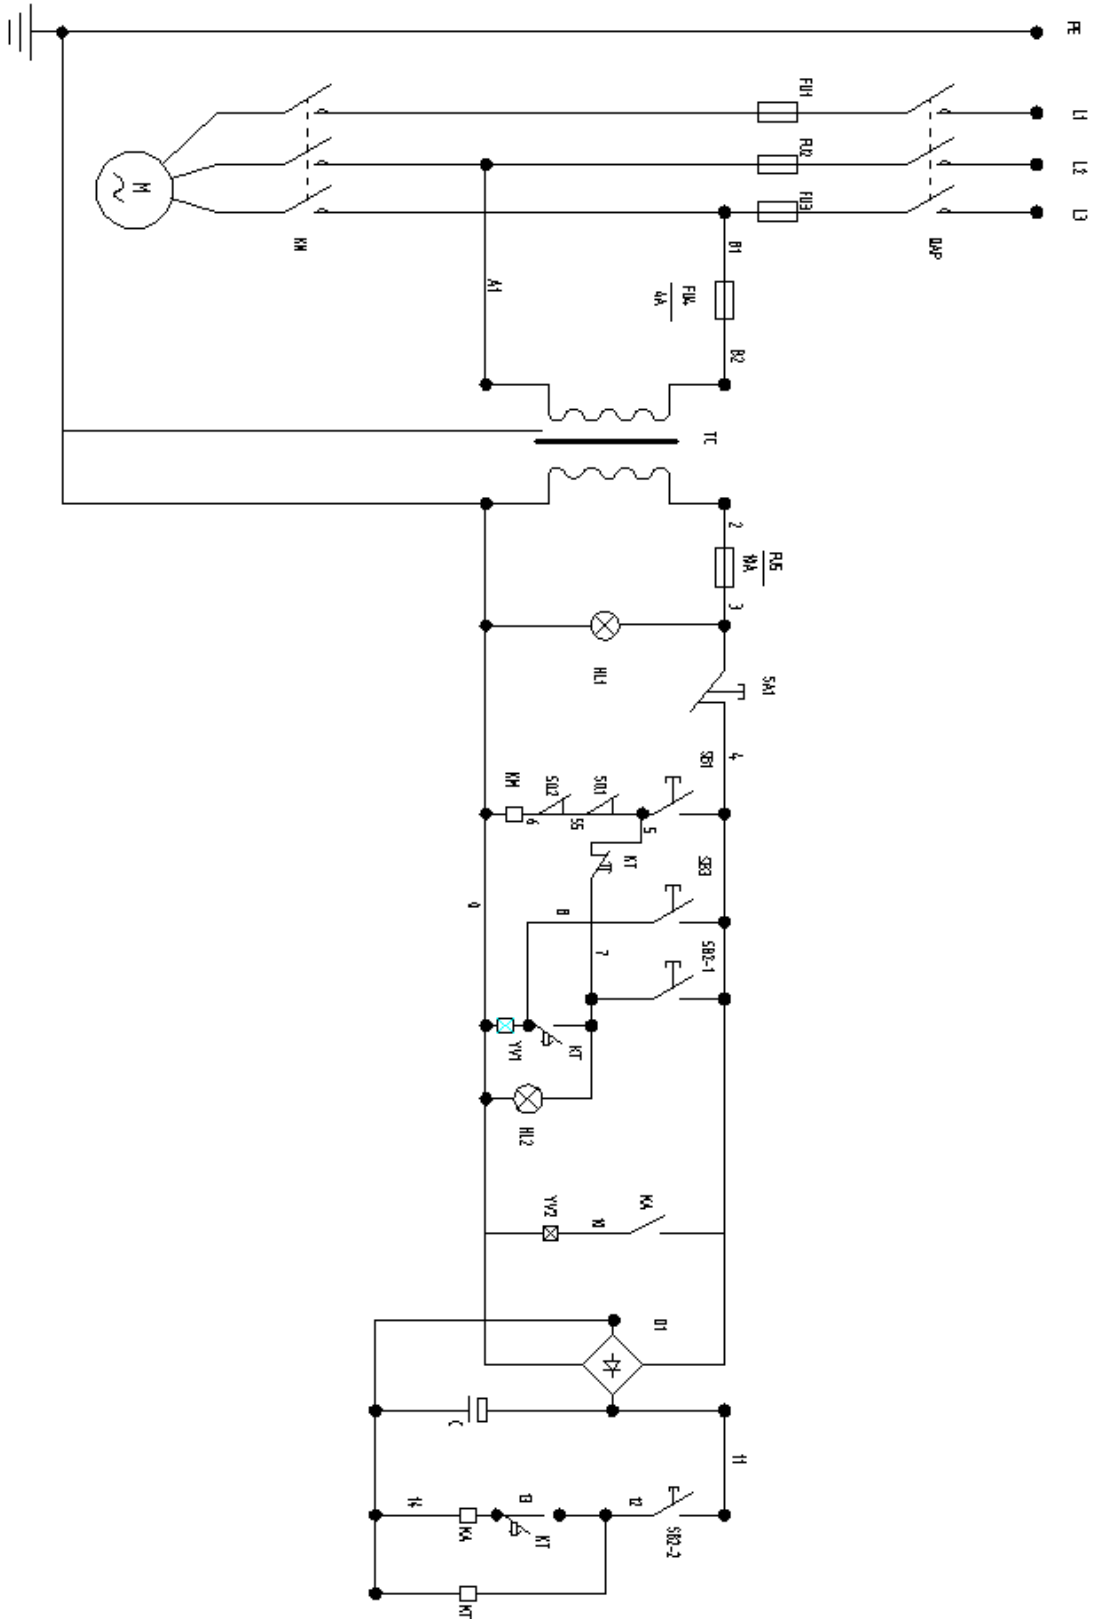 PE
L1
L2
L3
QAP
FU1
FU2
FU3
KM
M
A1
B1
FU4
4A
B2
TC
2
FU5
10A
3
HL1
SA1
4
SB1
KM
SQ2
SQ1
6
55
5
KT
SB3
0
8
7
SB2-1
YV1
KT
HL2
YV2
10
KA
D1
C
11
14
13
12
KA
KT
SB2-2
KT